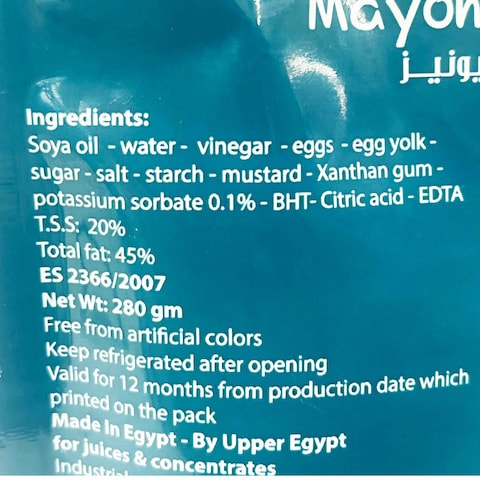 Mayon
يونيز
Ingredients:
Soya oil - water - vinegar - eggs - egg yolk -
sugar - salt - starch - mustard - Xanthan gum -
potassium sorbate 0.1% - BHT- Citric acid - EDTA
T.S.S: 20%
Total fat: 45%
ES 2366/2007
Net Wt: 280 gm
Free from artificial colors
Keep refrigerated after opening
Valid for 12 months from production date which
printed on the pack
Made In Egypt - By Upper Egypt
for juices & concentrates
Industri